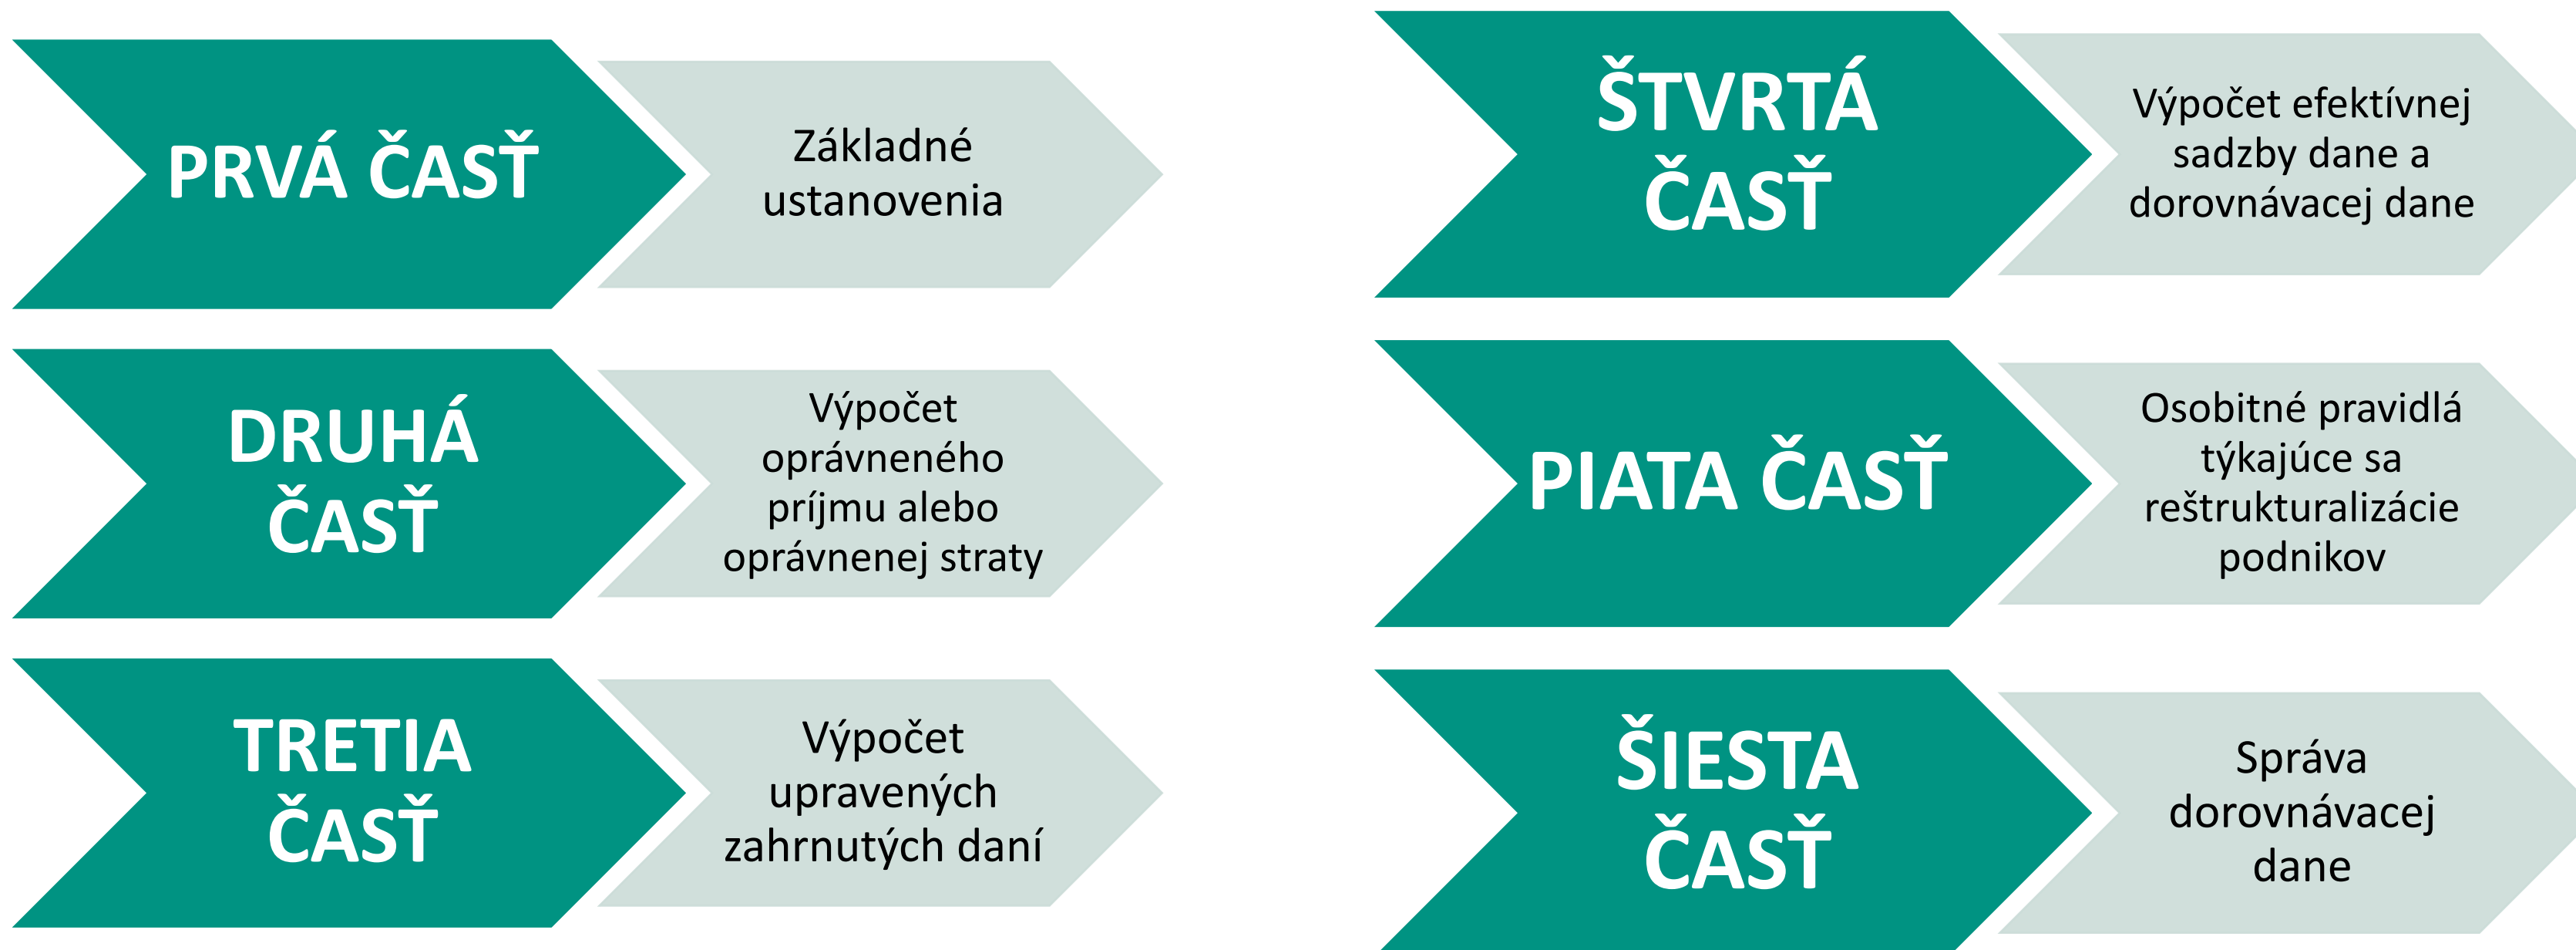 PRVÁ ČASŤ
Základné
ustanovenia
DRUHÁ
ČASŤ
Výpočet
oprávneného
príjmu alebo
oprávnenej straty
TRETIA
ČASŤ
Výpočet
upravených
zahrnutých daní
ŠTVRTÁ
ČASŤ
Výpočet efektívnej
sadzby dane a
dorovnávacej dane
PIATA ČASŤ
Osobitné pravidlá
týkajúce sa
reštrukturalizácie
podnikov
ŠIESTA
ČASŤ
Správa
dorovnávacej
dane